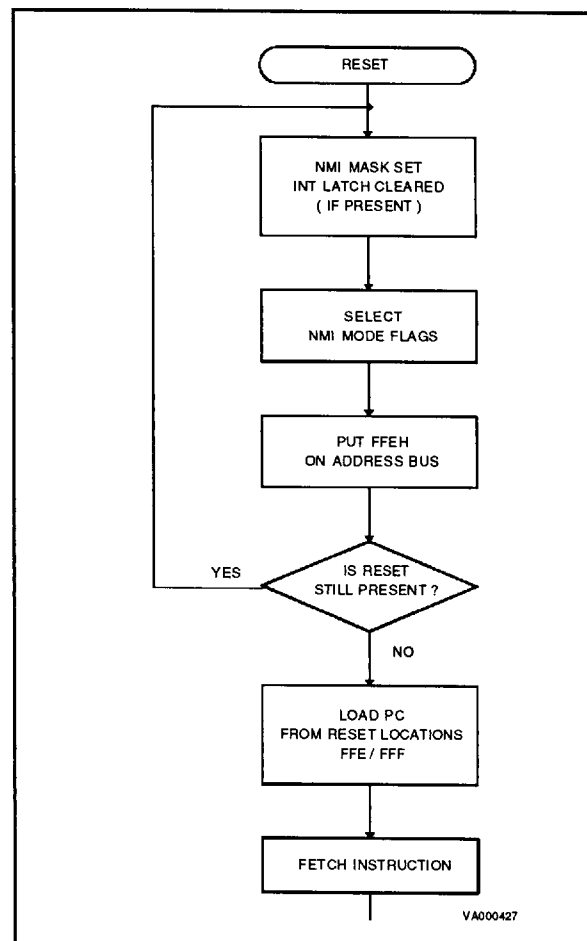 RESET
NMI MASK SET
INT LATCH CLEARED
( IF PRESENT )
SELECT
NMI MODE FLAGS
PUT FFEH
ON ADDRESS BUS
IS RESET
STILL PRESENT ?
YES
NO
LOAD PC
FROM RESET LOCATIONS
FFE / FFF
FETCH INSTRUCTION
VA000427